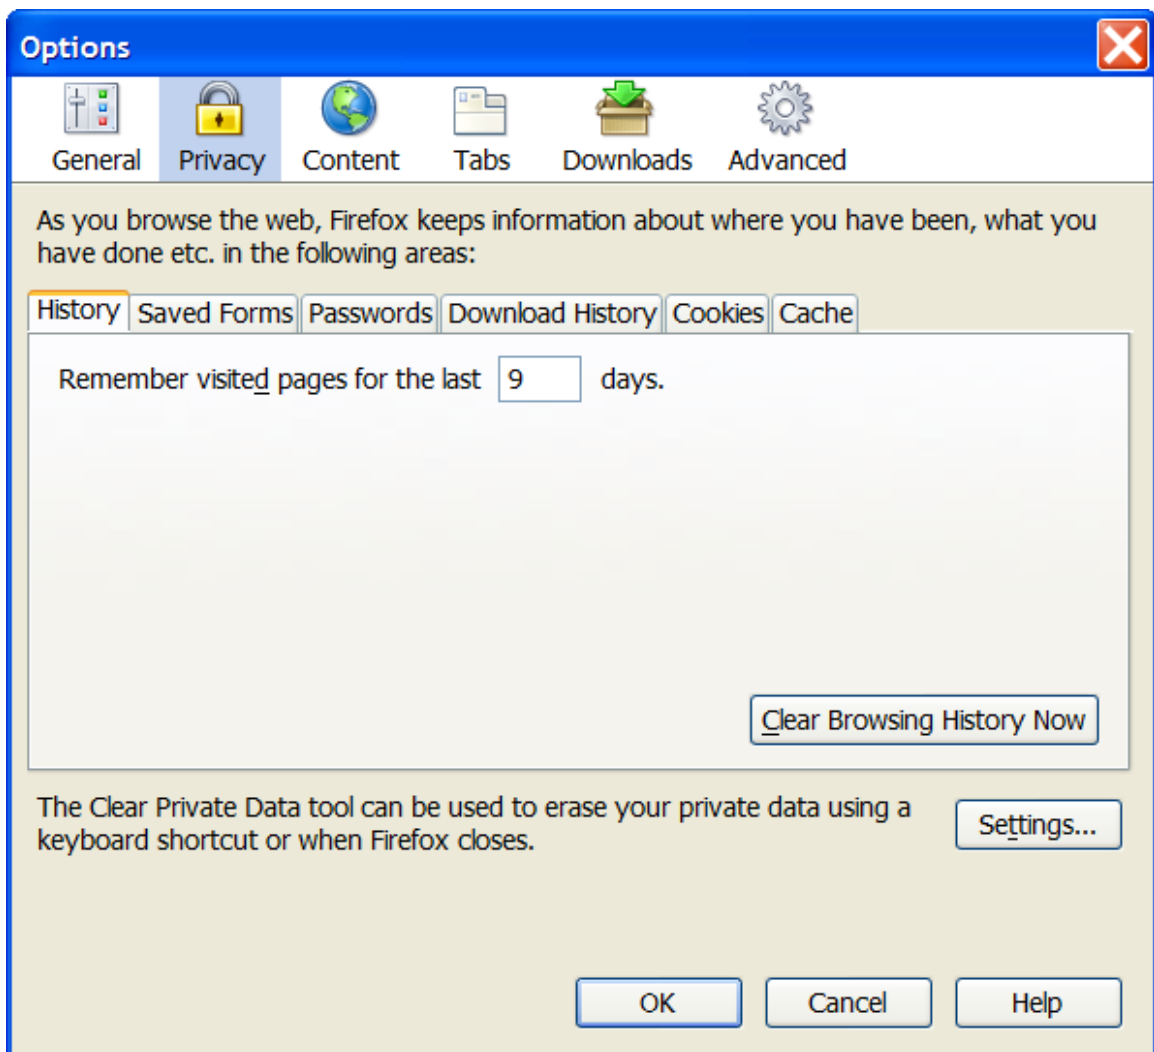 Options
General Privacy Content Tabs Downloads Advanced
As you browse the web, Firefox keeps information about where you have been, what you
have done etc. in the following areas:
History Saved Forms Passwords Download History Cookies Cache
Remember visited pages for the last 9 days.
Clear Browsing History Now
The Clear Private Data tool can be used to erase your private data using a
keyboard shortcut or when Firefox closes.
Settings...
OK Cancel Help